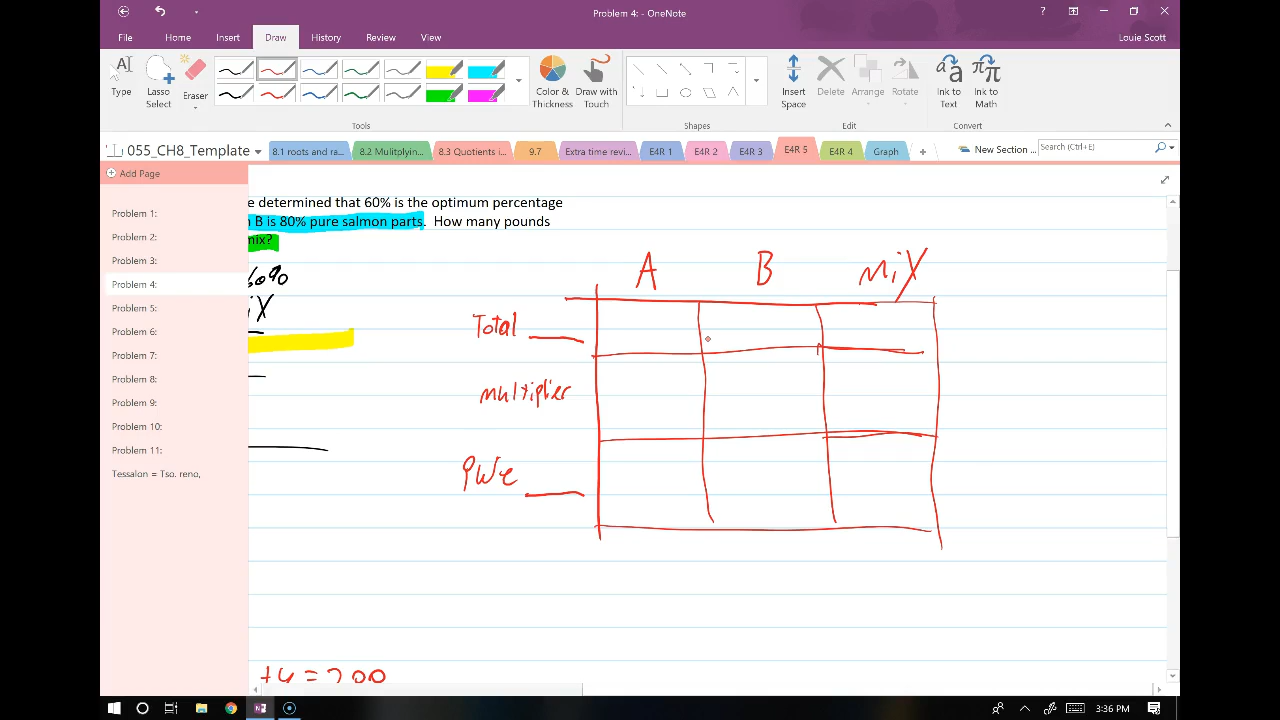 Problem 4: - OneNote
File Home Insert Draw History Review View Louie Scott
Type Lasso Select Eraser Color & Thickness Draw with Touch Insert Space Delete Arrange Rotate Ink to Text Ink to Math
Tools Shapes Edit Convert
055_CH8_Template 8.1 roots and ra... 8.2 Mulitplying... 8.3 Quotients i... 9.7 Extra time revi... E4R 1 E4R 2 E4R 3 E4R 5 E4R 4 Graph + New Section ... Search (Ctrl+E)
Add Page
Problem 1:
Problem 2:
Problem 3:
Problem 4:
Problem 5:
Problem 6:
Problem 7:
Problem 8:
Problem 9:
Problem 10:
Problem 11:
Tessalon = Tso. reno,
e determined that 60% is the optimum percentage
n B is 80% pure salmon parts. How many pounds
mix?
60%
iX
A B MiX
Total
multiplier
+y = 200
3:36 PM